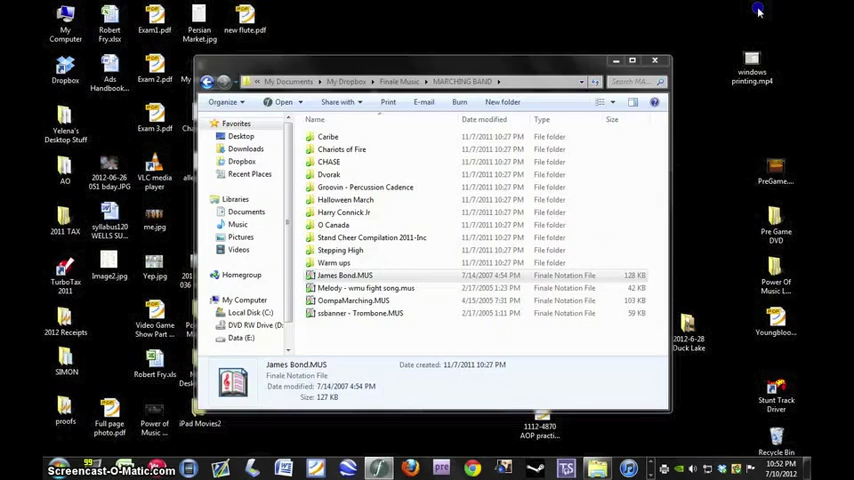 My Computer
Robert Fry.xlsx
Exam1.pdf
Persian Market.jpg
new flute.pdf
Dropbox
Ads Handbook...
Exam 2.pdf
windows printing.mp4
Yelena's Desktop Stuff
Exam 3.pdf
AO
2012-06-26 051 bday.JPG
VLC media player
2011 TAX
syllabus120 WELLS SU...
me.jpg
TurboTax 2011
Image2.jpg
Yep.jpg
2012 Receipts
Video Game Show Part ...
SIMON
Robert Fry.xlsx
proofs
Full page photo.pdf
Power of Music ...
iPad Movies2
My Documents
My Dropbox
Finale Music
MARCHING BAND
Search MA...
Organize
Open
Share with
Print
E-mail
Burn
New folder
Favorites
Desktop
Downloads
Dropbox
Recent Places
Libraries
Documents
Music
Pictures
Videos
Homegroup
My Computer
Local Disk (C:)
DVD RW Drive (D:
Data (E:)
Name Date modified Type Size
Caribe 11/7/2011 10:27 PM File folder
Chariots of Fire 11/7/2011 10:27 PM File folder
CHASE 11/7/2011 10:27 PM File folder
Dvorak 11/7/2011 10:27 PM File folder
Groovin - Percussion Cadence 11/7/2011 10:27 PM File folder
Halloween March 11/7/2011 10:27 PM File folder
Harry Connick Jr 11/7/2011 10:27 PM File folder
O Canada 11/7/2011 10:27 PM File folder
Stand Cheer Compilation 2011-Inc 11/7/2011 10:27 PM File folder
Stepping High 11/7/2011 10:27 PM File folder
Warm ups 11/7/2011 10:27 PM File folder
James Bond.MUS 7/14/2007 4:54 PM Finale Notation File 128 KB
Melody - wmu fight song.mus 2/17/2005 1:23 PM Finale Notation File 42 KB
OompaMarching.MUS 4/15/2005 7:31 PM Finale Notation File 103 KB
ssbanner - Trombone.MUS 2/17/2005 1:11 PM Finale Notation File 59 KB
James Bond.MUS Date created: 11/7/2011 10:27 PM
Finale Notation File
Date modified: 7/14/2007 4:54 PM
Size: 127 KB
PreGame....
PreGame DVD
Power Of Music L...
2012-6-28 Duck Lake
Youngbloo...
Stunt Track Driver
1112-4870 AOP practi...
Recycle Bin
Screencast-O-Matic.com
99
pre
10:52 PM
7/10/2012